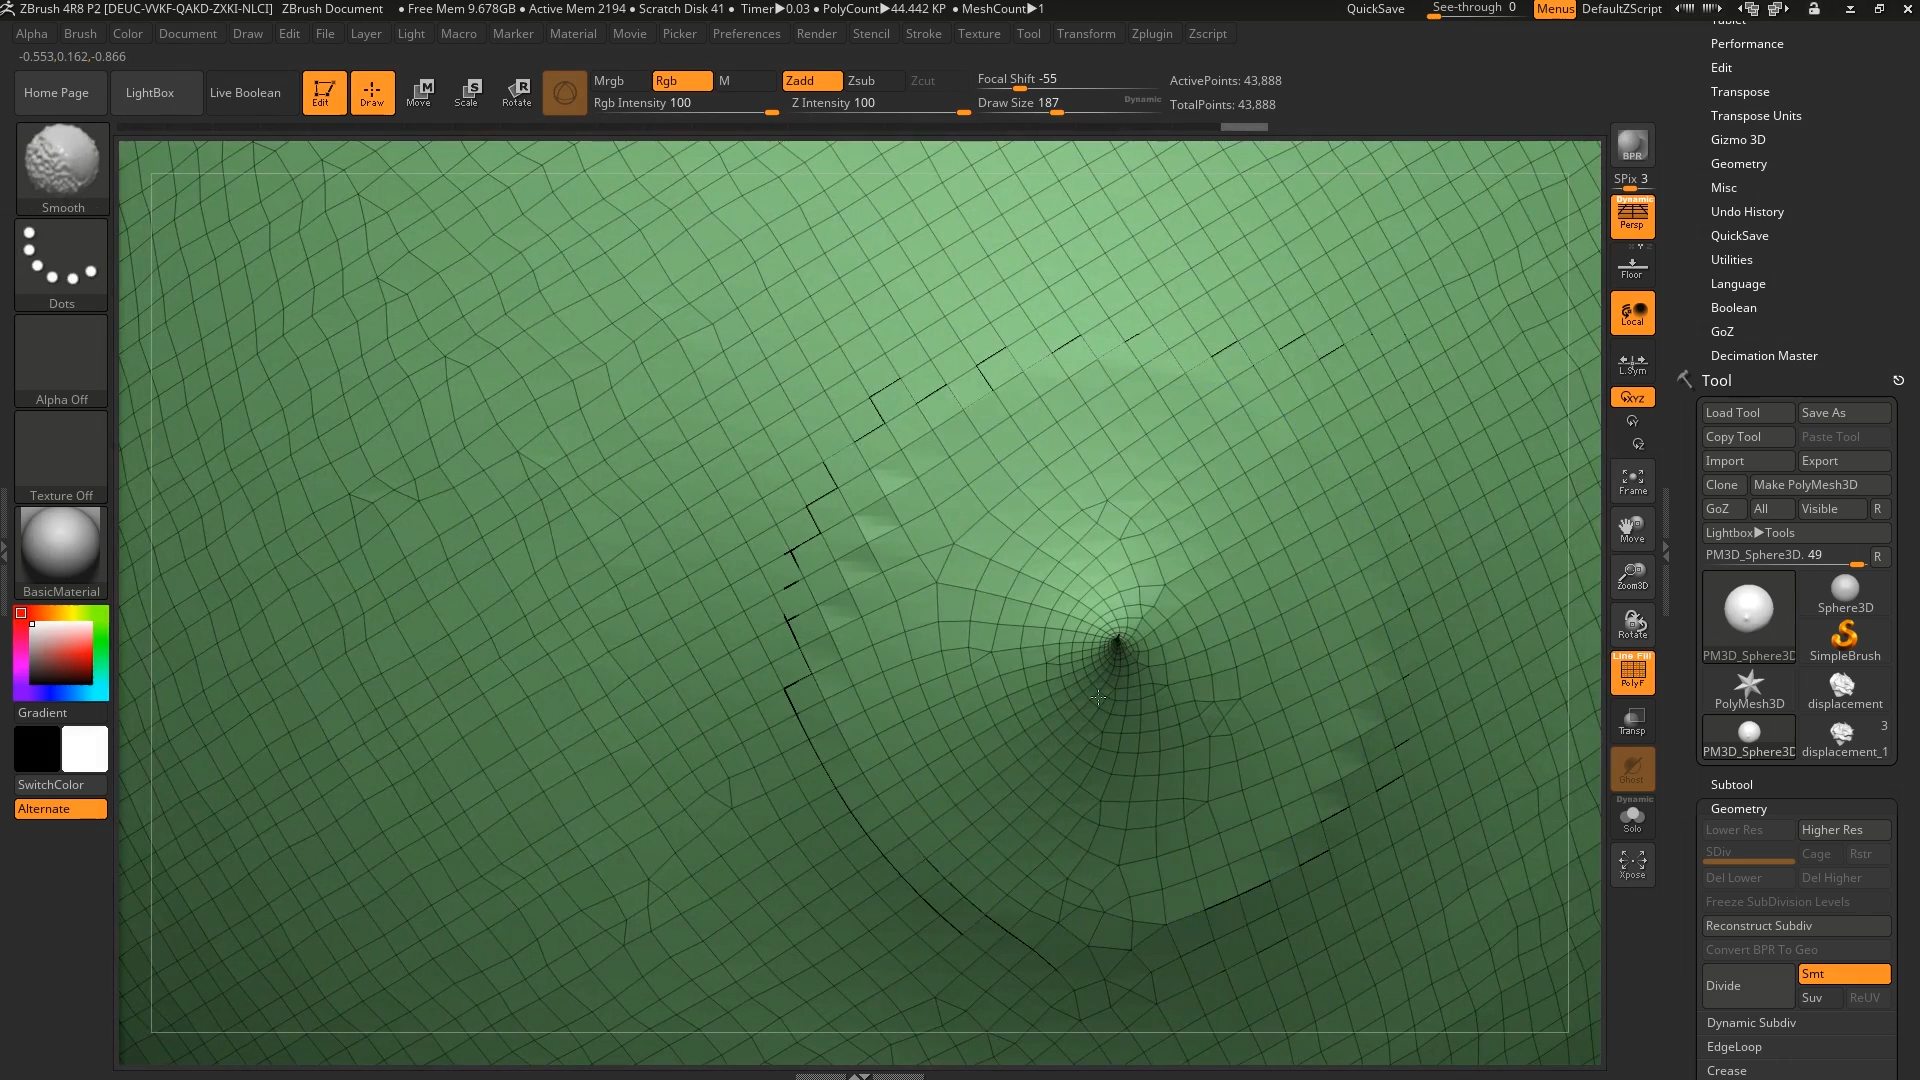 ZBrush 4R8 P2 [DEUC-VVKF-QAKD-ZXKI-NLCI] ZBrush Document • Free Mem 9.678GB • Active Mem 2194 • Scratch Disk 41 • Timer▶0.03 • PolyCount▶44.442 KP • MeshCount▶1 QuickSave See-through 0 Menus DefaultZScript
Alpha Brush Color Document Draw Edit File Layer Light Macro Marker Material Movie Picker Preferences Render Stencil Stroke Texture Tool Transform Zplugin Zscript
-0.553,0.162,-0.866
Home Page LightBox Live Boolean Edit Draw Move Scale Rotate
Mrgb Rgb M Zadd Zsub Zcut Focal Shift -55 ActivePoints: 43,888
Rgb Intensity 100 Z Intensity 100 Draw Size 187 Dynamic TotalPoints: 43,888
Smooth
Dots
Alpha Off
Texture Off
BasicMaterial
Gradient
SwitchColor
Alternate
BPR
SPix 3
Dynamic
Persp
Floor
Local
L.Sym
XYZ
Y
Z
Frame
Move
Zoom3D
Rotate
Line Fill
PolyF
Transp
Ghost
Dynamic
Solo
Xpose
Tablet
Performance
Edit
Transpose
Transpose Units
Gizmo 3D
Geometry
Misc
Undo History
QuickSave
Utilities
Language
Boolean
GoZ
Decimation Master
Tool
Load Tool Save As
Copy Tool Paste Tool
Import Export
Clone Make PolyMesh3D
GoZ All Visible R
Lightbox▶Tools
PM3D_Sphere3D. 49 R
Sphere3D
PM3D_Sphere3D SimpleBrush
PolyMesh3D displacement
3
PM3D_Sphere3D displacement_1
Subtool
Geometry
Lower Res Higher Res
SDiv Cage Rstr
Del Lower Del Higher
Freeze SubDivision Levels
Reconstruct Subdiv
Convert BPR To Geo
Divide Smt
Suv ReUV
Dynamic Subdiv
EdgeLoop
Crease